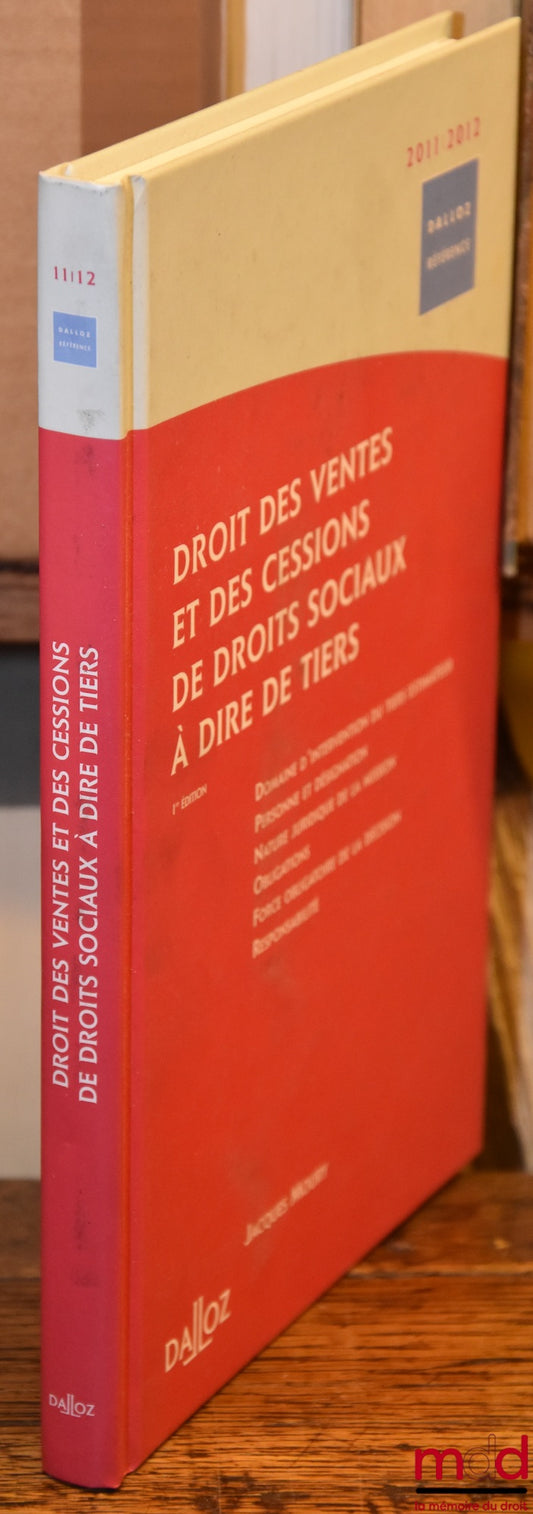 11|12
DALLOZ
RÉFÉRENCE
DROIT DES VENTES ET DES CESSIONS
DE DROITS SOCIAUX À DIRE DE TIERS
DALLOZ
2011|2012
DALLOZ
RÉFÉRENCE
DROIT DES VENTES
ET DES CESSIONS
DE DROITS SOCIAUX
À DIRE DE TIERS
1re ÉDITION
DOMAINE D'INTERVENTION DU TIERS ESTIMATEUR
PERSONNE ET DÉSIGNATION
NATURE JURIDIQUE DE LA MISSION
OBLIGATIONS
FORCE OBLIGATOIRE DE LA DÉCISION
RESPONSABILITÉ
JACQUES MOURY
DALLOZ
mdd
la mémoire du droit